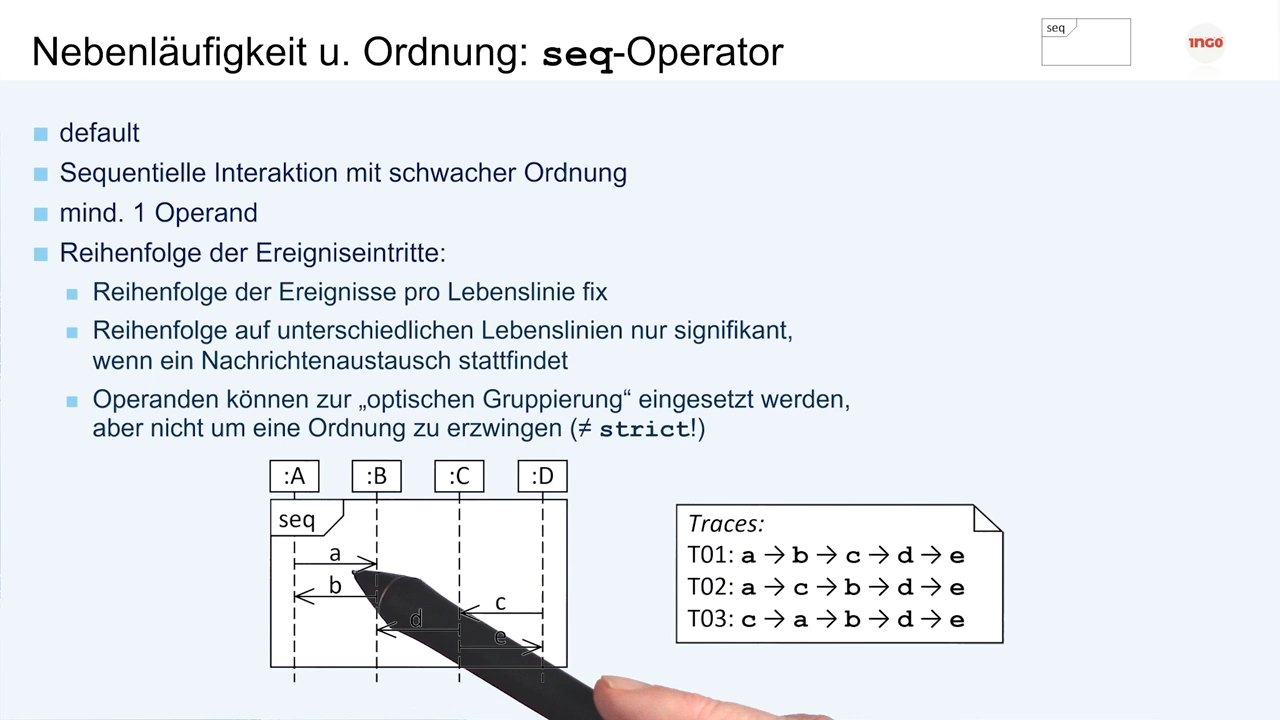 Nebenläufigkeit u. Ordnung: seq-Operator
seq
INGO
default
Sequentielle Interaktion mit schwacher Ordnung
mind. 1 Operand
Reihenfolge der Ereigniseintritte:
Reihenfolge der Ereignisse pro Lebenslinie fix
Reihenfolge auf unterschiedlichen Lebenslinien nur signifikant,
wenn ein Nachrichtenaustausch stattfindet
Operanden können zur „optischen Gruppierung“ eingesetzt werden,
aber nicht um eine Ordnung zu erzwingen (≠ strict!)
:A :B :C :D
seq
a
b
c
d
e
Traces:
T01: a → b → c → d → e
T02: a → c → b → d → e
T03: c → a → b → d → e